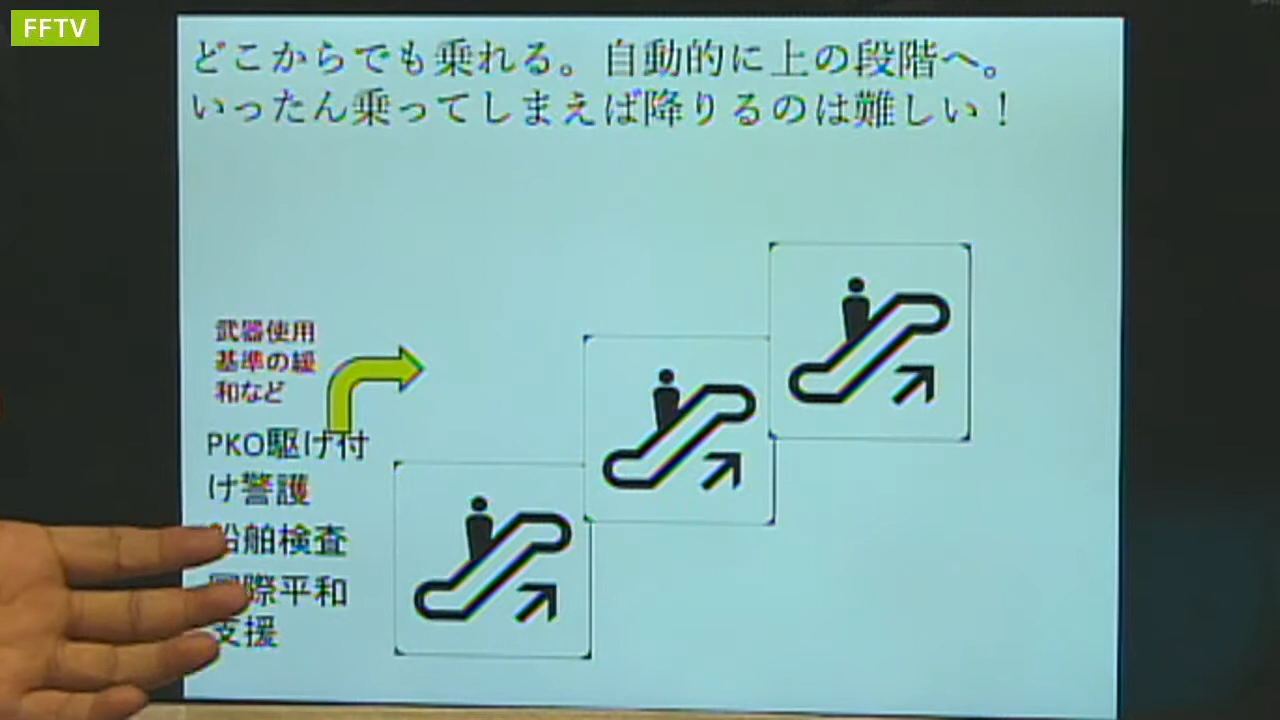 FFTV
どこからでも乗れる。自動的に上の段階へ。
いったん乗ってしまえば降りるのは難しい！
武器使用
基準の緩
和など
PKO駆け付
け警護
船舶検査
国際平和
支援